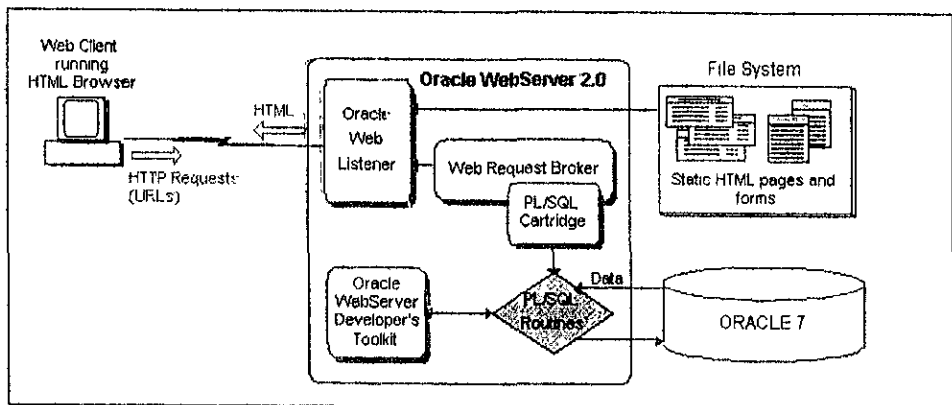 Web Client
running
HTML Browser
HTML
HTTP Requests
(URLs)
Oracle WebServer 2.0
Oracle
Web
Listener
Web Request Broker
PL/SQL
Cartridge
Oracle
WebServer
Developer's
Toolkit
PL/SQL
Routines
File System
Static HTML pages and
forms
Data
ORACLE 7